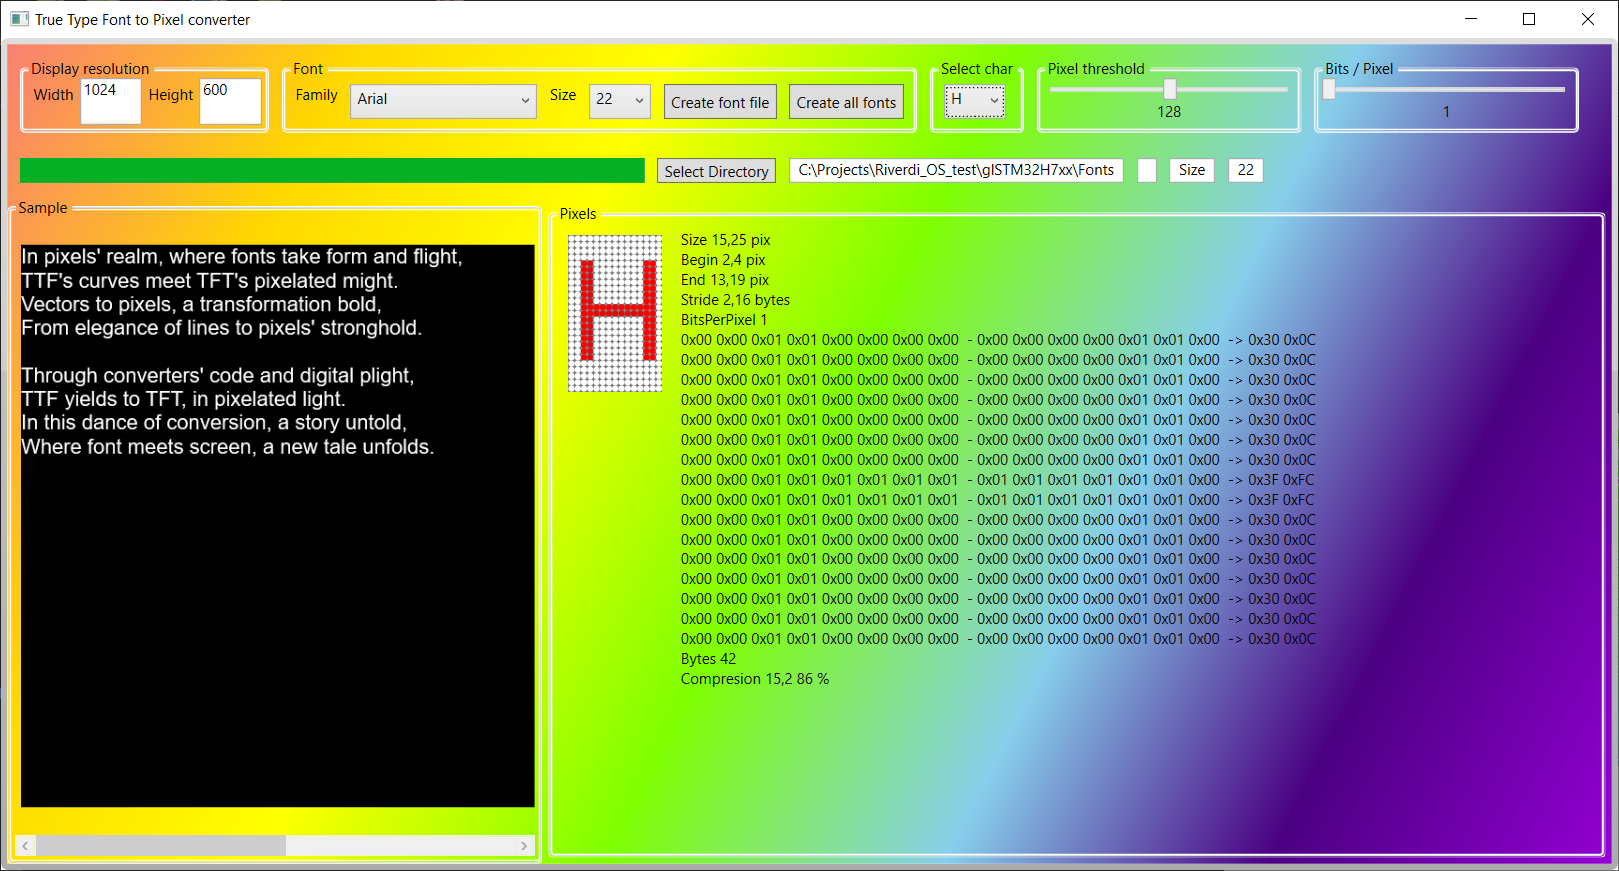 True Type Font to Pixel converter
Display resolution
Width 1024 Height 600
Font
Family Arial Size 22 Create font file Create all fonts
Select char
H
Pixel threshold
128
Bits / Pixel
1
Select Directory C:\Projects\Riverdi_OS_test\glSTM32H7xx\Fonts Size 22
Sample
In pixels' realm, where fonts take form and flight,
TTF's curves meet TFT's pixelated might.
Vectors to pixels, a transformation bold,
From elegance of lines to pixels' stronghold.
Through converters' code and digital plight,
TTF yields to TFT, in pixelated light.
In this dance of conversion, a story untold,
Where font meets screen, a new tale unfolds.
Pixels
Size 15,25 pix
Begin 2,4 pix
End 13,19 pix
Stride 2,16 bytes
BitsPerPixel 1
0x00 0x00 0x01 0x01 0x00 0x00 0x00 0x00 - 0x00 0x00 0x00 0x00 0x01 0x01 0x00 -> 0x30 0x0C
0x00 0x00 0x01 0x01 0x00 0x00 0x00 0x00 - 0x00 0x00 0x00 0x00 0x01 0x01 0x00 -> 0x30 0x0C
0x00 0x00 0x01 0x01 0x00 0x00 0x00 0x00 - 0x00 0x00 0x00 0x00 0x01 0x01 0x00 -> 0x30 0x0C
0x00 0x00 0x01 0x01 0x00 0x00 0x00 0x00 - 0x00 0x00 0x00 0x00 0x01 0x01 0x00 -> 0x30 0x0C
0x00 0x00 0x01 0x01 0x00 0x00 0x00 0x00 - 0x00 0x00 0x00 0x00 0x01 0x01 0x00 -> 0x30 0x0C
0x00 0x00 0x01 0x01 0x00 0x00 0x00 0x00 - 0x00 0x00 0x00 0x00 0x01 0x01 0x00 -> 0x30 0x0C
0x00 0x00 0x01 0x01 0x00 0x00 0x00 0x00 - 0x00 0x00 0x00 0x00 0x01 0x01 0x00 -> 0x30 0x0C
0x00 0x00 0x01 0x01 0x01 0x01 0x01 0x01 - 0x01 0x01 0x01 0x01 0x01 0x01 0x00 -> 0x3F 0xFC
0x00 0x00 0x01 0x01 0x01 0x01 0x01 0x01 - 0x01 0x01 0x01 0x01 0x01 0x01 0x00 -> 0x3F 0xFC
0x00 0x00 0x01 0x01 0x00 0x00 0x00 0x00 - 0x00 0x00 0x00 0x00 0x01 0x01 0x00 -> 0x30 0x0C
0x00 0x00 0x01 0x01 0x00 0x00 0x00 0x00 - 0x00 0x00 0x00 0x00 0x01 0x01 0x00 -> 0x30 0x0C
0x00 0x00 0x01 0x01 0x00 0x00 0x00 0x00 - 0x00 0x00 0x00 0x00 0x01 0x01 0x00 -> 0x30 0x0C
0x00 0x00 0x01 0x01 0x00 0x00 0x00 0x00 - 0x00 0x00 0x00 0x00 0x01 0x01 0x00 -> 0x30 0x0C
0x00 0x00 0x01 0x01 0x00 0x00 0x00 0x00 - 0x00 0x00 0x00 0x00 0x01 0x01 0x00 -> 0x30 0x0C
0x00 0x00 0x01 0x01 0x00 0x00 0x00 0x00 - 0x00 0x00 0x00 0x00 0x01 0x01 0x00 -> 0x30 0x0C
0x00 0x00 0x01 0x01 0x00 0x00 0x00 0x00 - 0x00 0x00 0x00 0x00 0x01 0x01 0x00 -> 0x30 0x0C
Bytes 42
Compresion 15,2 86 %
H